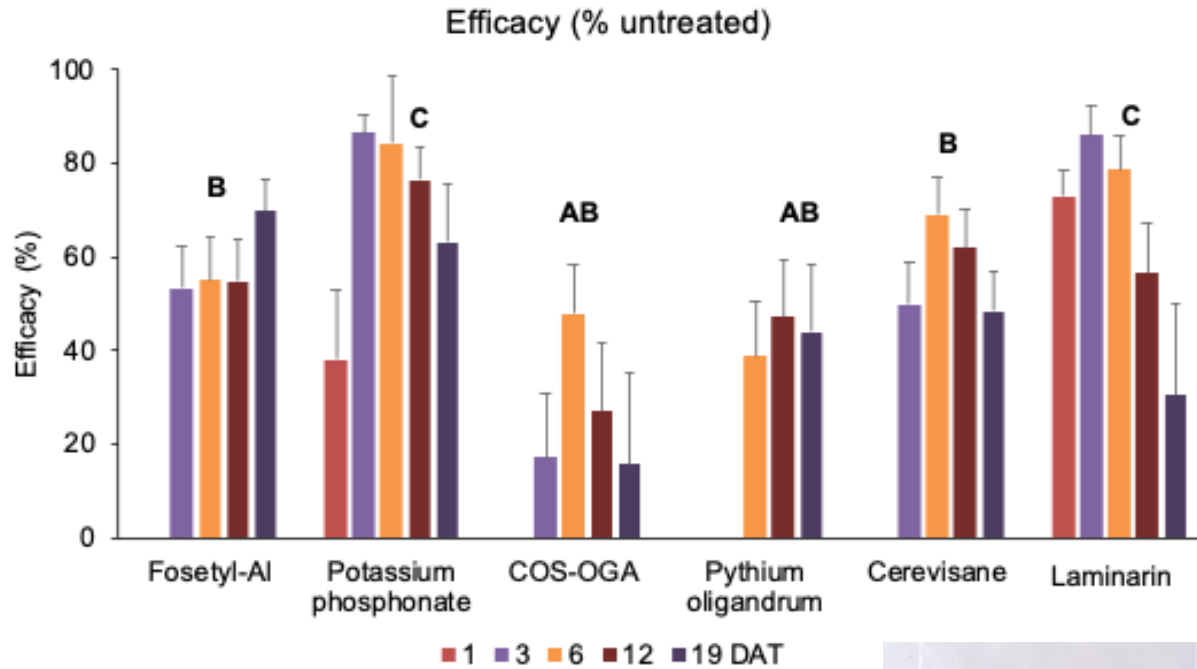 Efficacy (% untreated)
Efficacy (%)
100
80
60
40
20
0
B
C
AB
AB
B
C
Fosetyl-Al
Potassium
phosphonate
COS-OGA
Pythium
oligandrum
Cerevisane
Laminarin
1 3 6 12 19 DAT